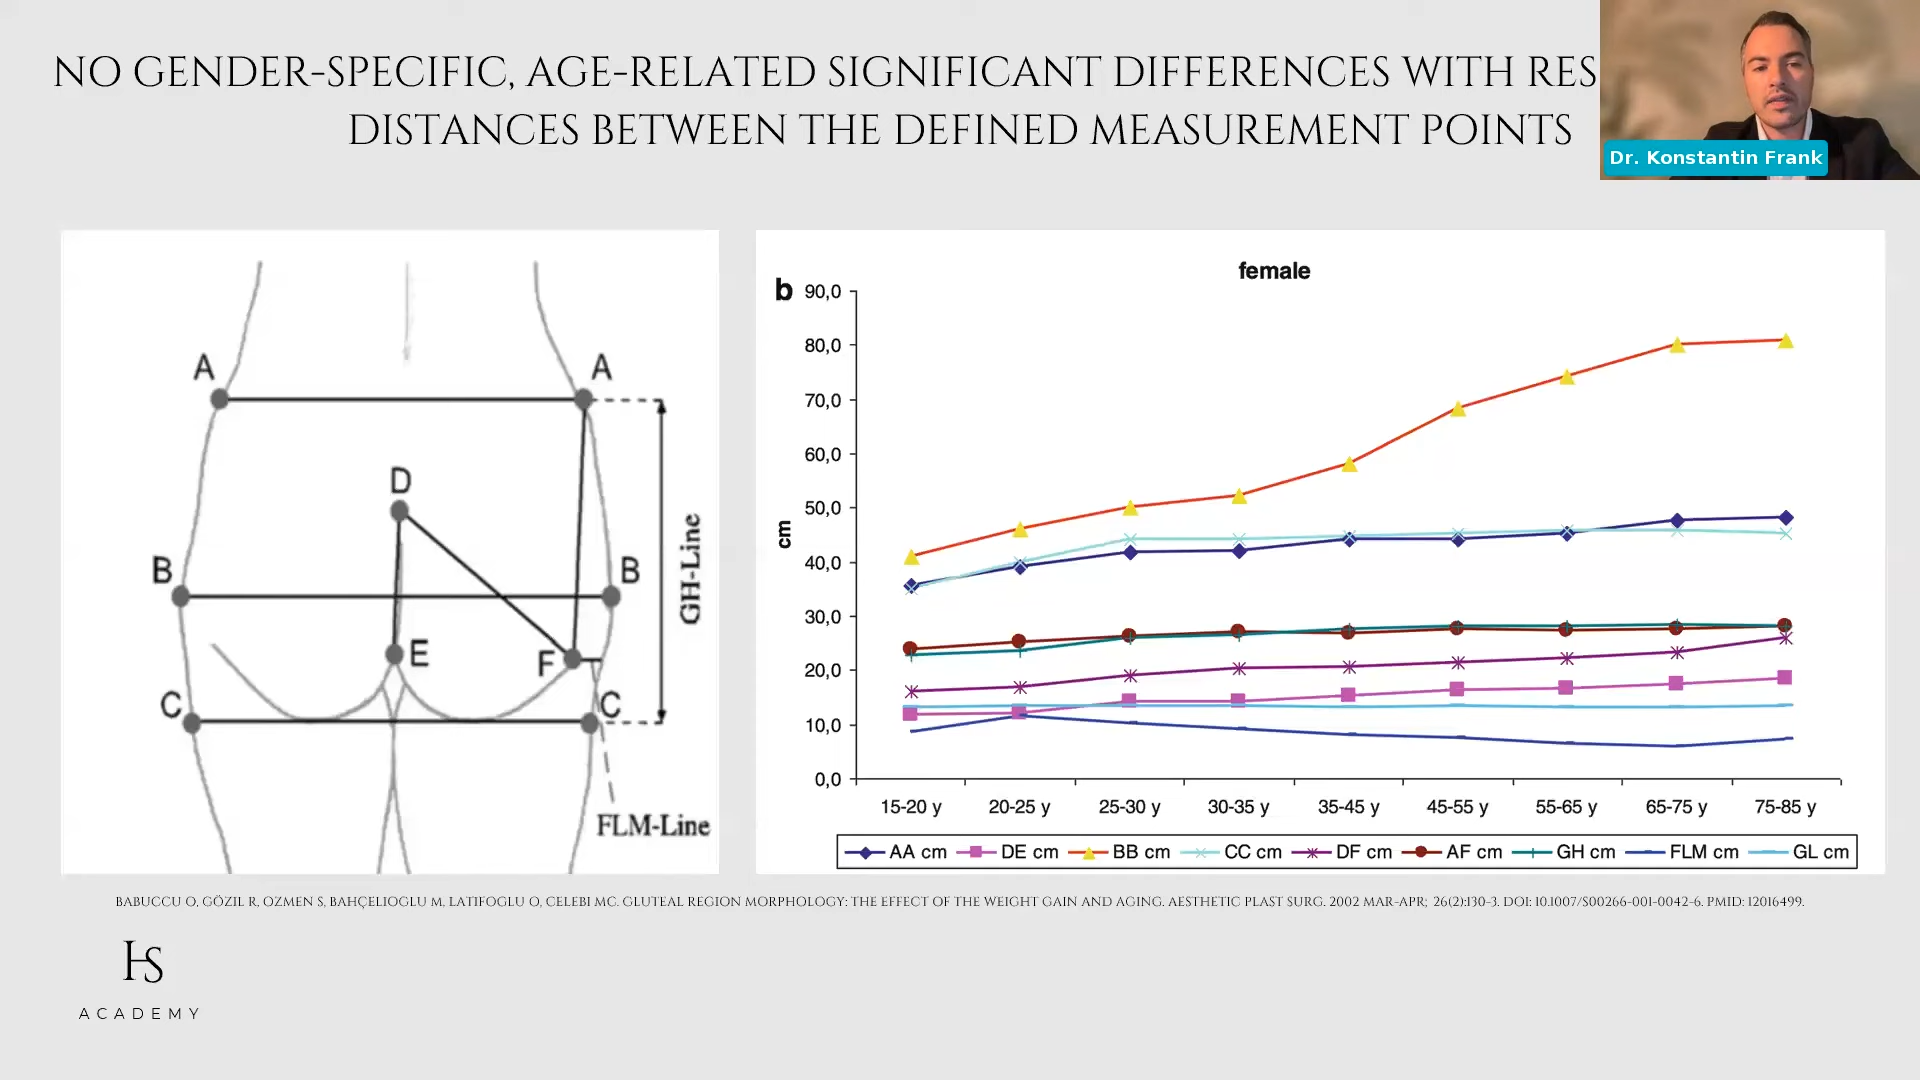 NO GENDER-SPECIFIC, AGE-RELATED SIGNIFICANT DIFFERENCES WITH RES
DISTANCES BETWEEN THE DEFINED MEASUREMENT POINTS
Dr. Konstantin Frank
A A
D
B B
E F
C C
GH-Line
FLM-Line
female
b
90,0
80,0
70,0
60,0
50,0
40,0
30,0
20,0
10,0
0,0
cm
15-20 y 20-25 y 25-30 y 30-35 y 35-45 y 45-55 y 55-65 y 65-75 y 75-85 y
AA cm DE cm BB cm CC cm DF cm AF cm GH cm FLM cm GL cm
BABUCCU O, GÖZIL R, OZMEN S, BAHÇELIOGLU M, LATIFOGLU O, CELEBI MC. GLUTEAL REGION MORPHOLOGY: THE EFFECT OF THE WEIGHT GAIN AND AGING. AESTHETIC PLAST SURG. 2002 MAR-APR; 26(2):130-3. DOI: 10.1007/S00266-001-0042-6. PMID: 12016499.
HS
ACADEMY